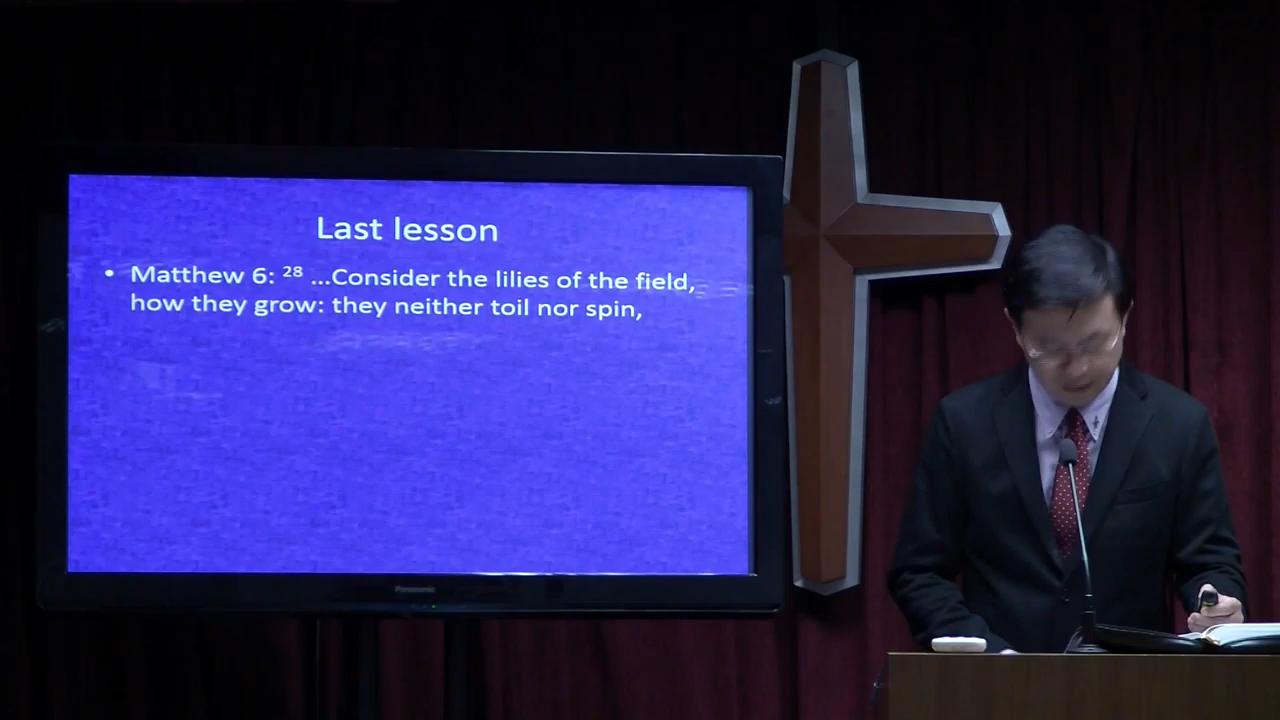 Last lesson
• Matthew 6: 28 ...Consider the lilies of the field,
how they grow: they neither toil nor spin,
Panasonic